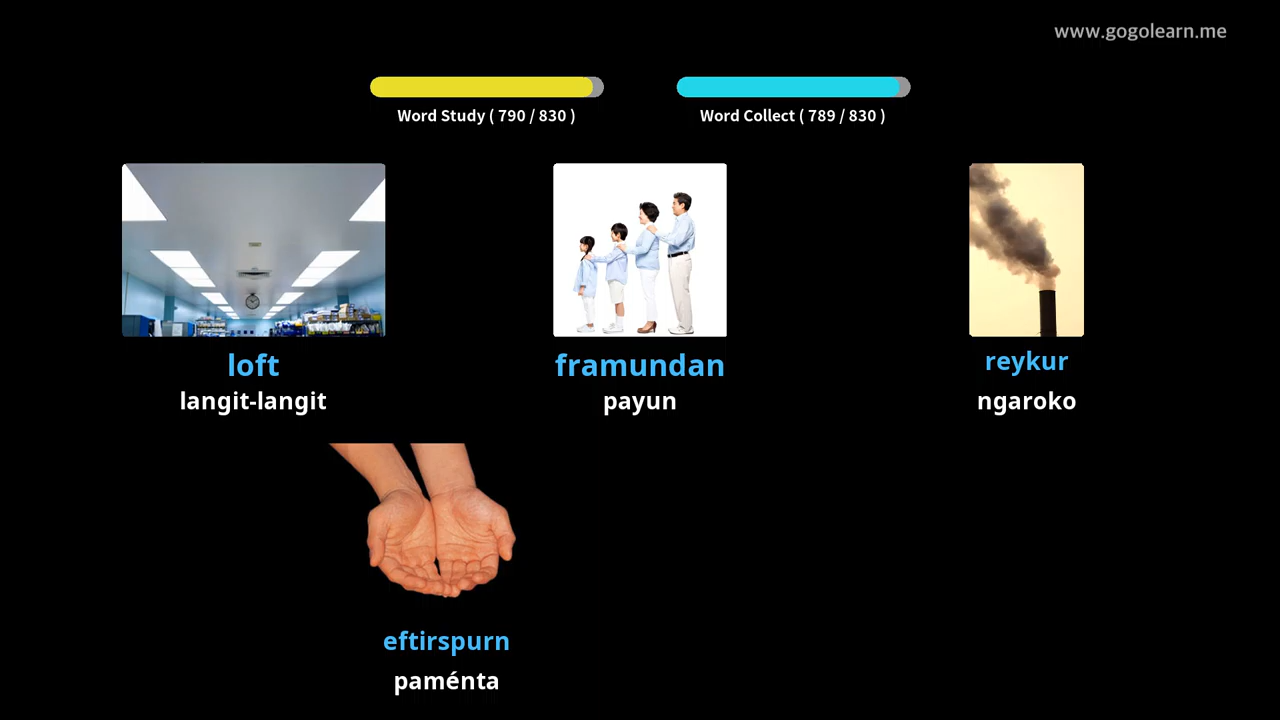 www.gogolearn.me
Word Study ( 790 / 830 )
Word Collect ( 789 / 830 )
loft
langit-langit
framundan
payun
reykur
ngaroko
eftirspurn
paménta